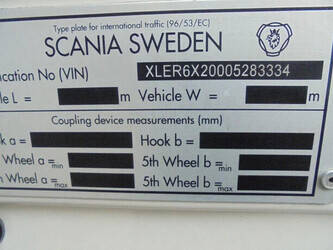 Type plate for international traffic (96/53/EC)
SCANIA SWEDEN
cation No (VIN) XLER6X20005283334
le L = m Vehicle W = m
Coupling device measurements (mm)
k a = Hook b =
Wheel a = min 5th Wheel b = min
Wheel a = max 5th Wheel b = max